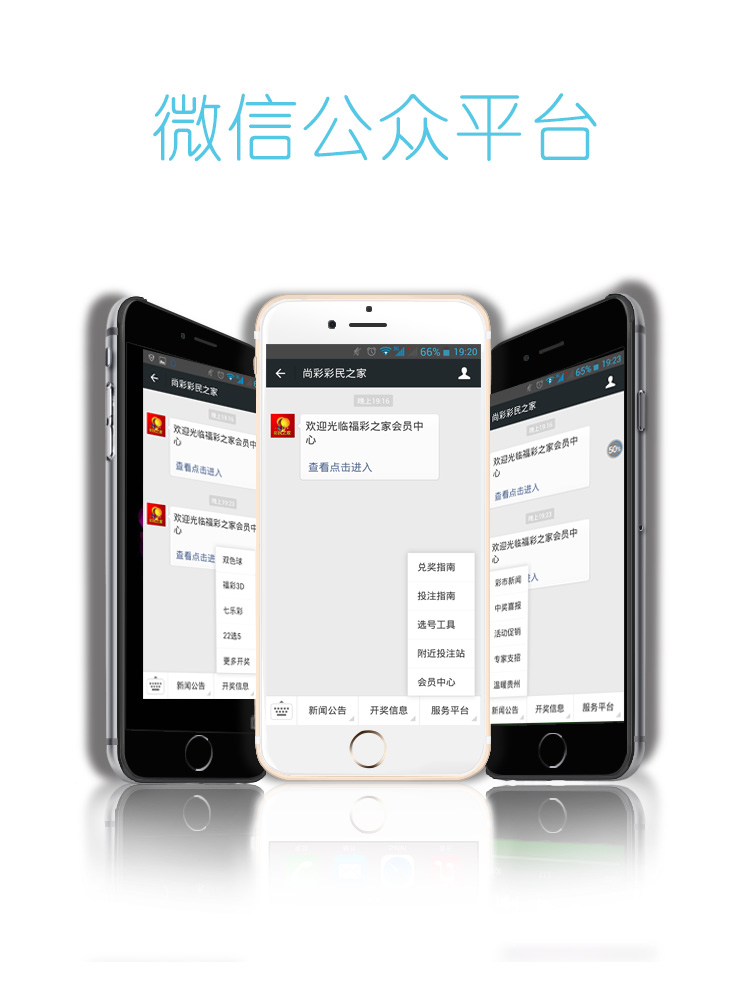 微信公众平台
尚彩彩民之家
晚上19:16
欢迎光临福彩之家会员中
心
查看点击进入
欢迎光临福彩之家会员中
心
查看点击进
双色球
福彩3D
七乐彩
22选5
更多开奖
新闻公告
开奖信息
66%
19:20
尚彩彩民之家
晚上19:16
欢迎光临福彩之家会员中
心
查看点击进入
兑奖指南
投注指南
选号工具
附近投注站
会员中心
新闻公告
开奖信息
服务平台
65%
19:23
尚彩彩民之家
晚上19:16
欢迎光临福彩之家会员中
心
查看点击进入
50%
欢迎光临福彩之家会员中
心
入
彩市新闻
中奖喜报
活动促销
专家支招
温暖贵州
新闻公告
开奖信息
服务平台